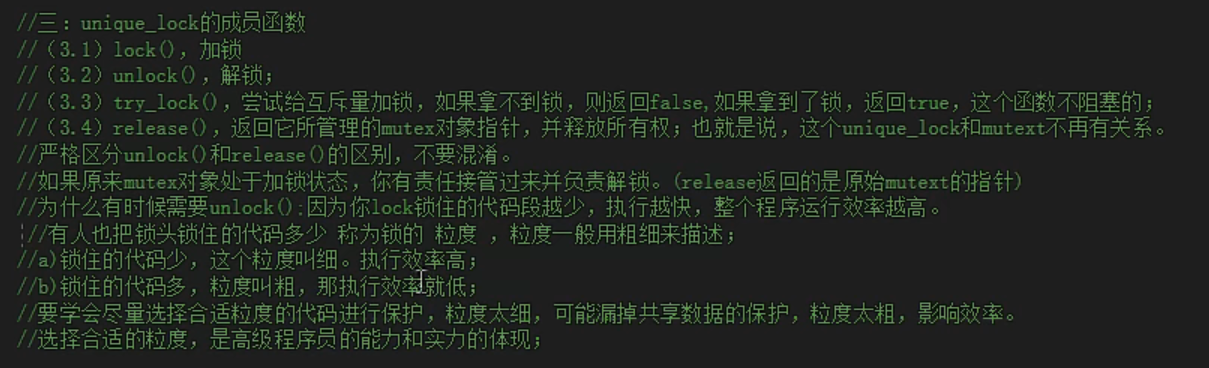 //三：unique_lock的成员函数
//（3.1）lock()，加锁
//（3.2）unlock()，解锁；
//（3.3）try_lock()，尝试给互斥量加锁，如果拿不到锁，则返回false,如果拿到了锁，返回true，这个函数不阻塞的；
//（3.4）release()，返回它所管理的mutex对象指针，并释放所有权；也就是说，这个unique_lock和mutext不再有关系。
//严格区分unlock()和release()的区别，不要混淆。
//如果原来mutex对象处于加锁状态，你有责任接管过来并负责解锁。(release返回的是原始mutext的指针)
//为什么有时候需要unlock():因为你lock锁住的代码段越少，执行越快，整个程序运行效率越高。
//有人也把锁头锁住的代码多少 称为锁的 粒度 ，粒度一般用粗细来描述；
//a)锁住的代码少，这个粒度叫细。执行效率高；
//b)锁住的代码多，粒度叫粗，那执行效率就低；
//要学会尽量选择合适粒度的代码进行保护，粒度太细，可能漏掉共享数据的保护，粒度太粗，影响效率。
//选择合适的粒度，是高级程序员的能力和实力的体现；